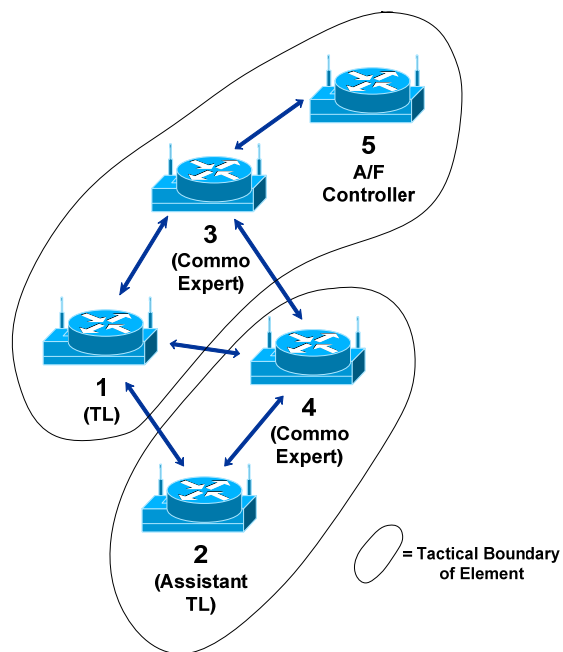 5
A/F
Controller
3
(Commo
Expert)
1
(TL)
4
(Commo
Expert)
2
(Assistant
TL)
= Tactical Boundary
of Element